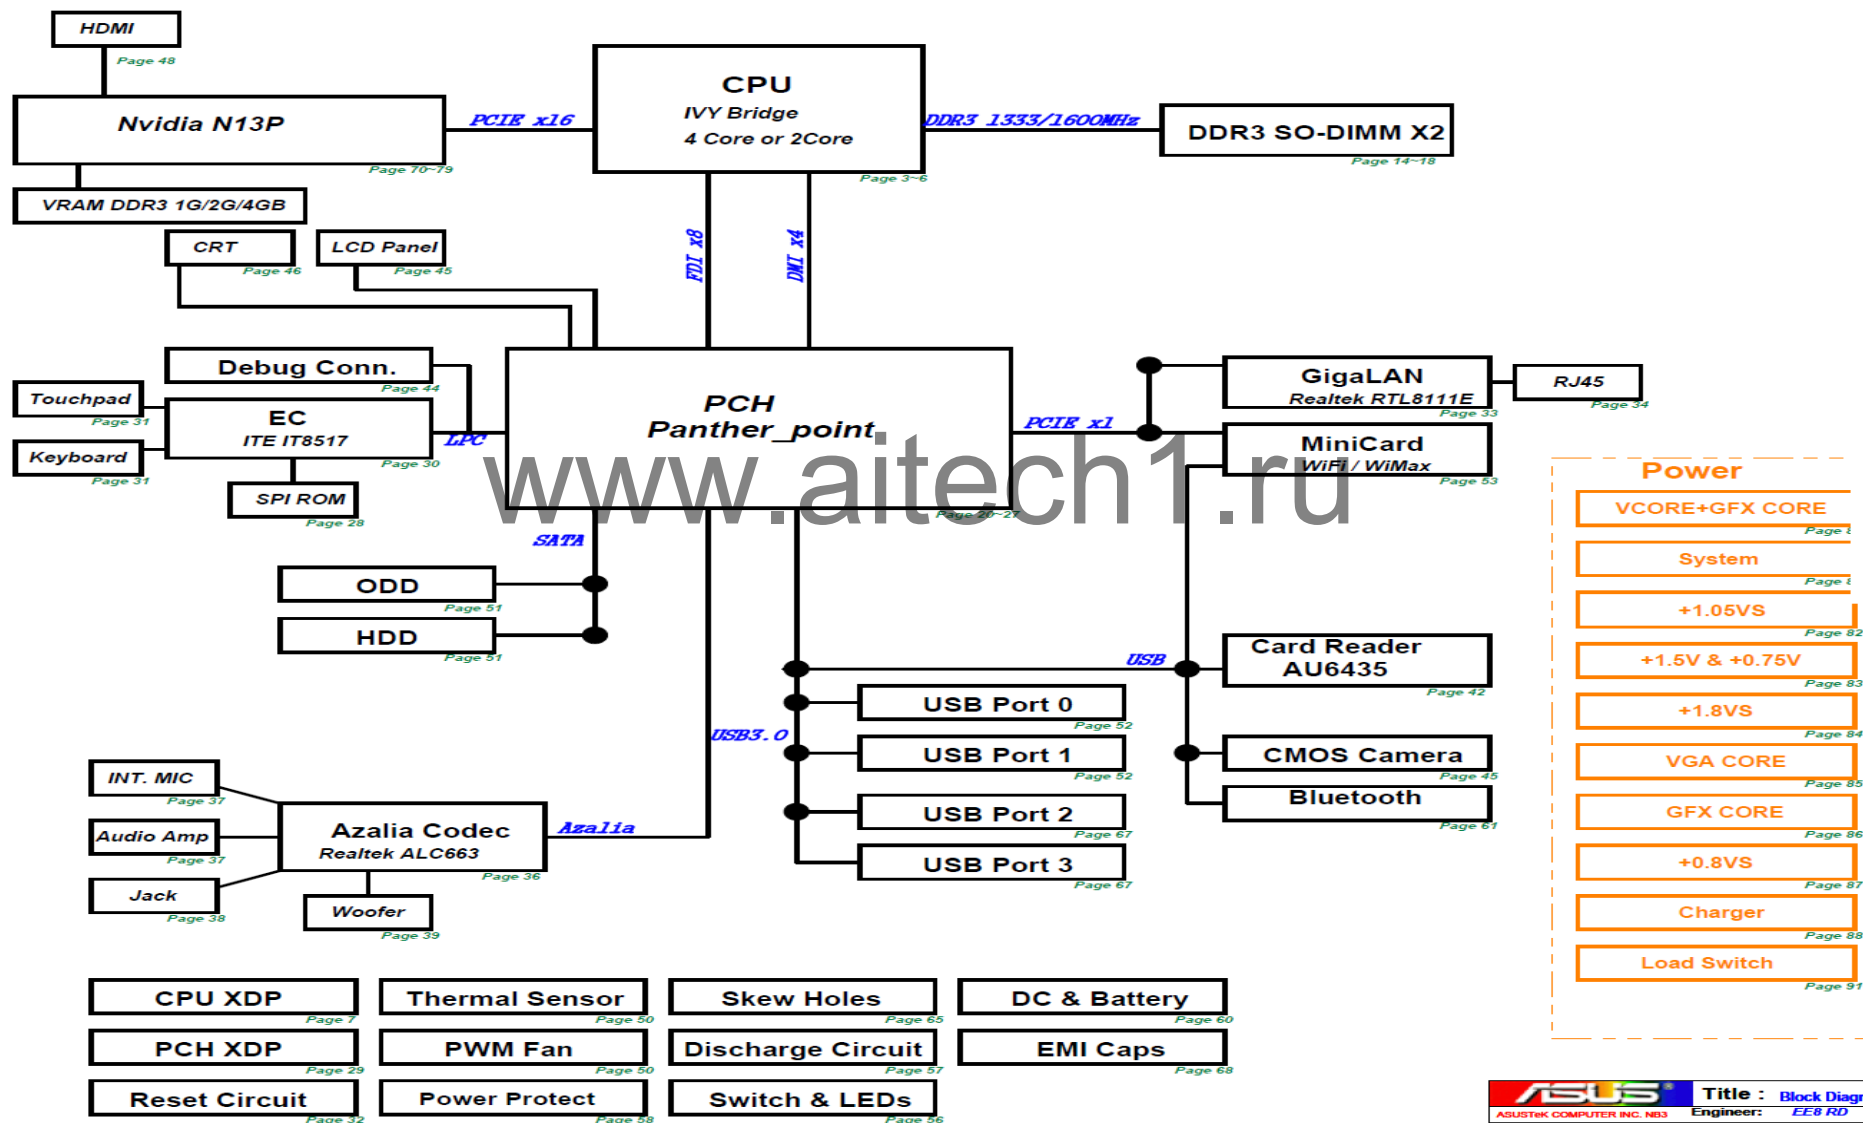 HDMI
Page 48
Nvidia N13P
Page 70~79
PCIE x16
CPU
IVY Bridge
4 Core or 2Core
Page 3~6
DDR3 1333/1600MHz
DDR3 SO-DIMM X2
Page 14~18
VRAM DDR3 1G/2G/4GB
CRT
Page 46
LCD Panel
Page 45
FDI x8
DMI x4
Debug Conn.
Page 44
Touchpad
Page 31
EC
ITE IT8517
Page 30
Keyboard
Page 31
LPC
SPI ROM
Page 28
PCH
Panther_point
Page 20~27
PCIE x1
GigaLAN
Realtek RTL8111E
Page 33
RJ45
Page 34
MiniCard
WiFi / WiMax
Page 53
www.aitech1.ru
SATA
ODD
Page 51
HDD
Page 51
USB
Card Reader
AU6435
Page 42
USB3.0
USB Port 0
Page 52
USB Port 1
Page 52
USB Port 2
Page 67
USB Port 3
Page 67
CMOS Camera
Page 45
Bluetooth
Page 61
INT. MIC
Page 37
Audio Amp
Page 37
Jack
Page 38
Azalia Codec
Realtek ALC663
Page 36
Azalia
Woofer
Page 39
Power
VCORE+GFX CORE
Page
System
Page
+1.05VS
Page 82
+1.5V & +0.75V
Page 83
+1.8VS
Page 84
VGA CORE
Page 85
GFX CORE
Page 86
+0.8VS
Page 87
Charger
Page 88
Load Switch
Page 91
CPU XDP
Page 7
Thermal Sensor
Page 50
Skew Holes
Page 65
DC & Battery
Page 60
PCH XDP
Page 29
PWM Fan
Page 50
Discharge Circuit
Page 57
EMI Caps
Page 68
Reset Circuit
Page 32
Power Protect
Page 58
Switch & LEDs
Page 56
ASUS
ASUSTeK COMPUTER INC. NB3
Title : Block Diagr
Engineer: EE8 RD